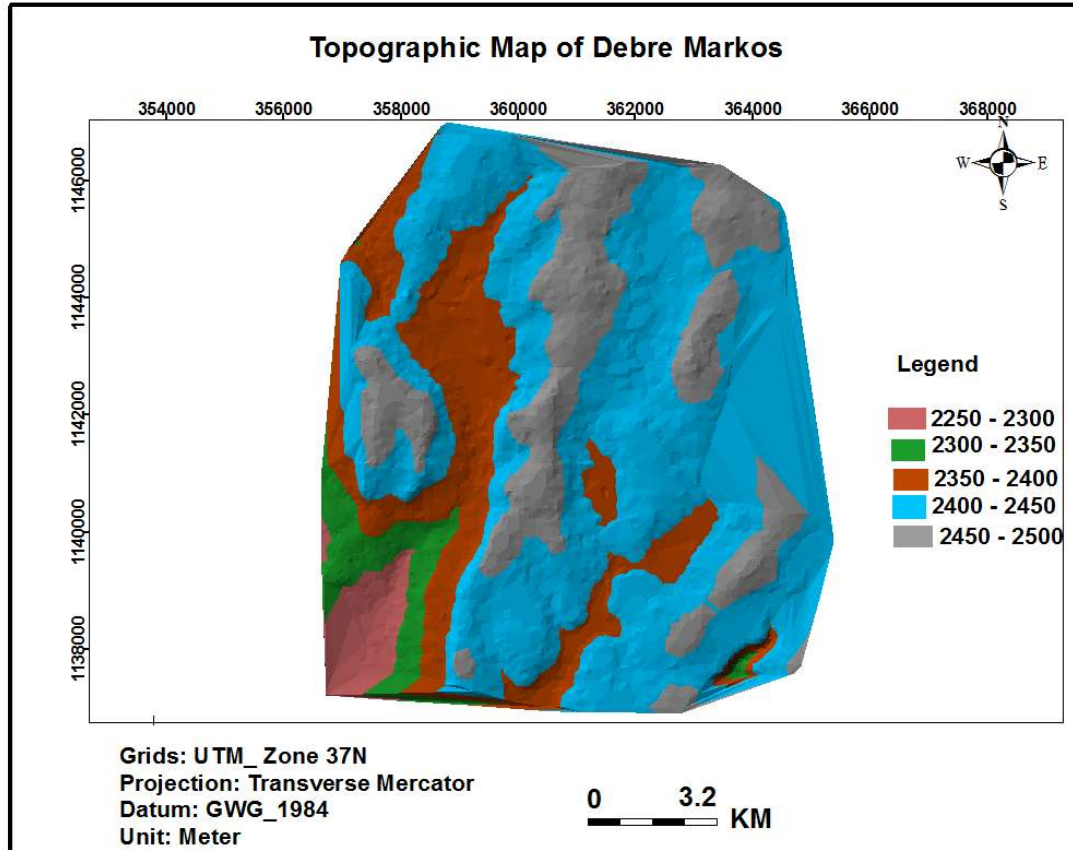 Topographic Map of Debre Markos
354000 356000 358000 360000 362000 364000 366000 368000
N
W E
S
1146000
1144000
1142000
1140000
1138000
Legend
2250 - 2300
2300 - 2350
2350 - 2400
2400 - 2450
2450 - 2500
Grids: UTM_ Zone 37N
Projection: Transverse Mercator
Datum: GWG_1984
Unit: Meter
0 3.2
KM